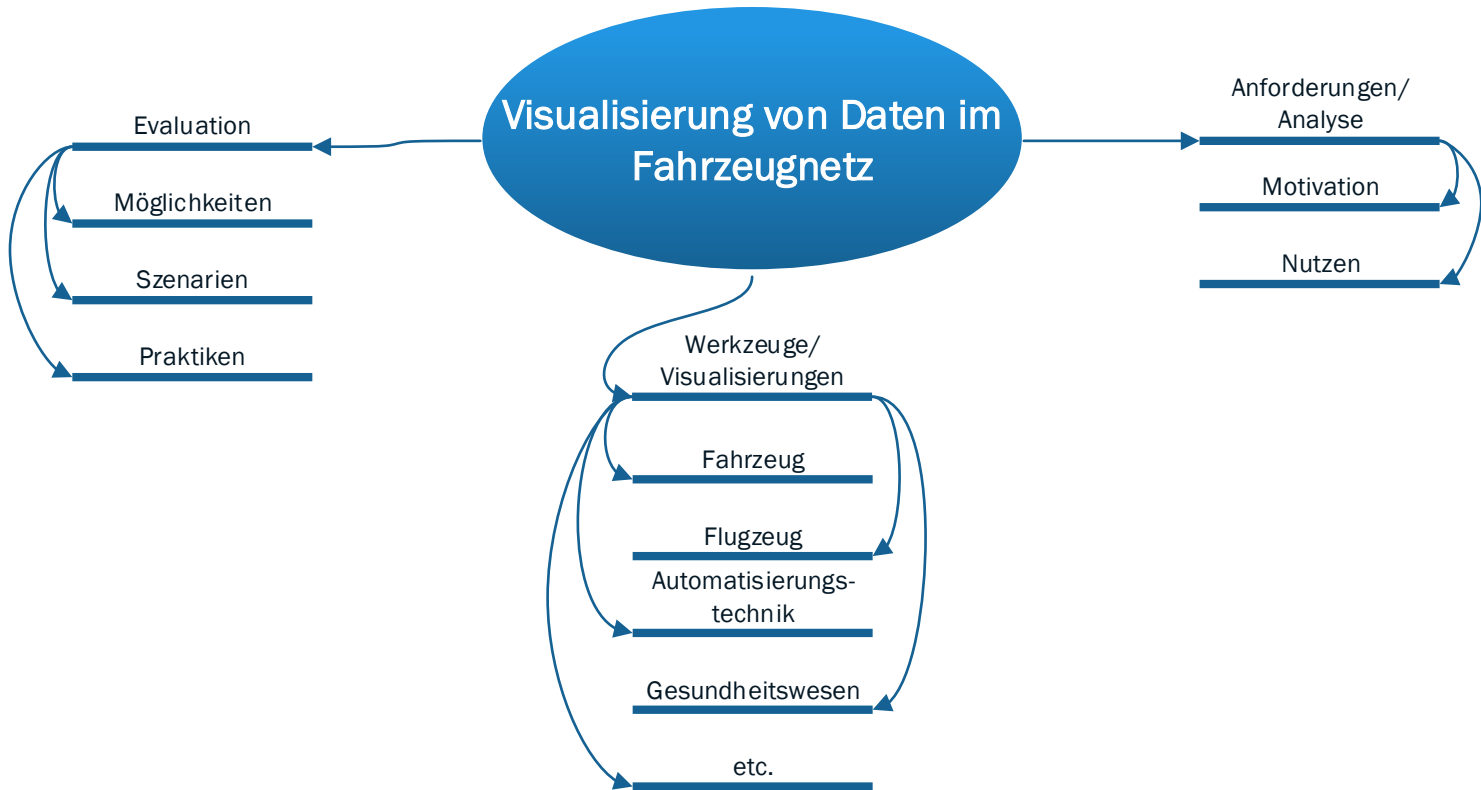 Visualisierung von Daten im
Fahrzeugnetz
Evaluation
Möglichkeiten
Szenarien
Praktiken
Werkzeuge/
Visualisierungen
Fahrzeug
Flugzeug
Automatisierungs-
technik
Gesundheitswesen
etc.
Anforderungen/
Analyse
Motivation
Nutzen